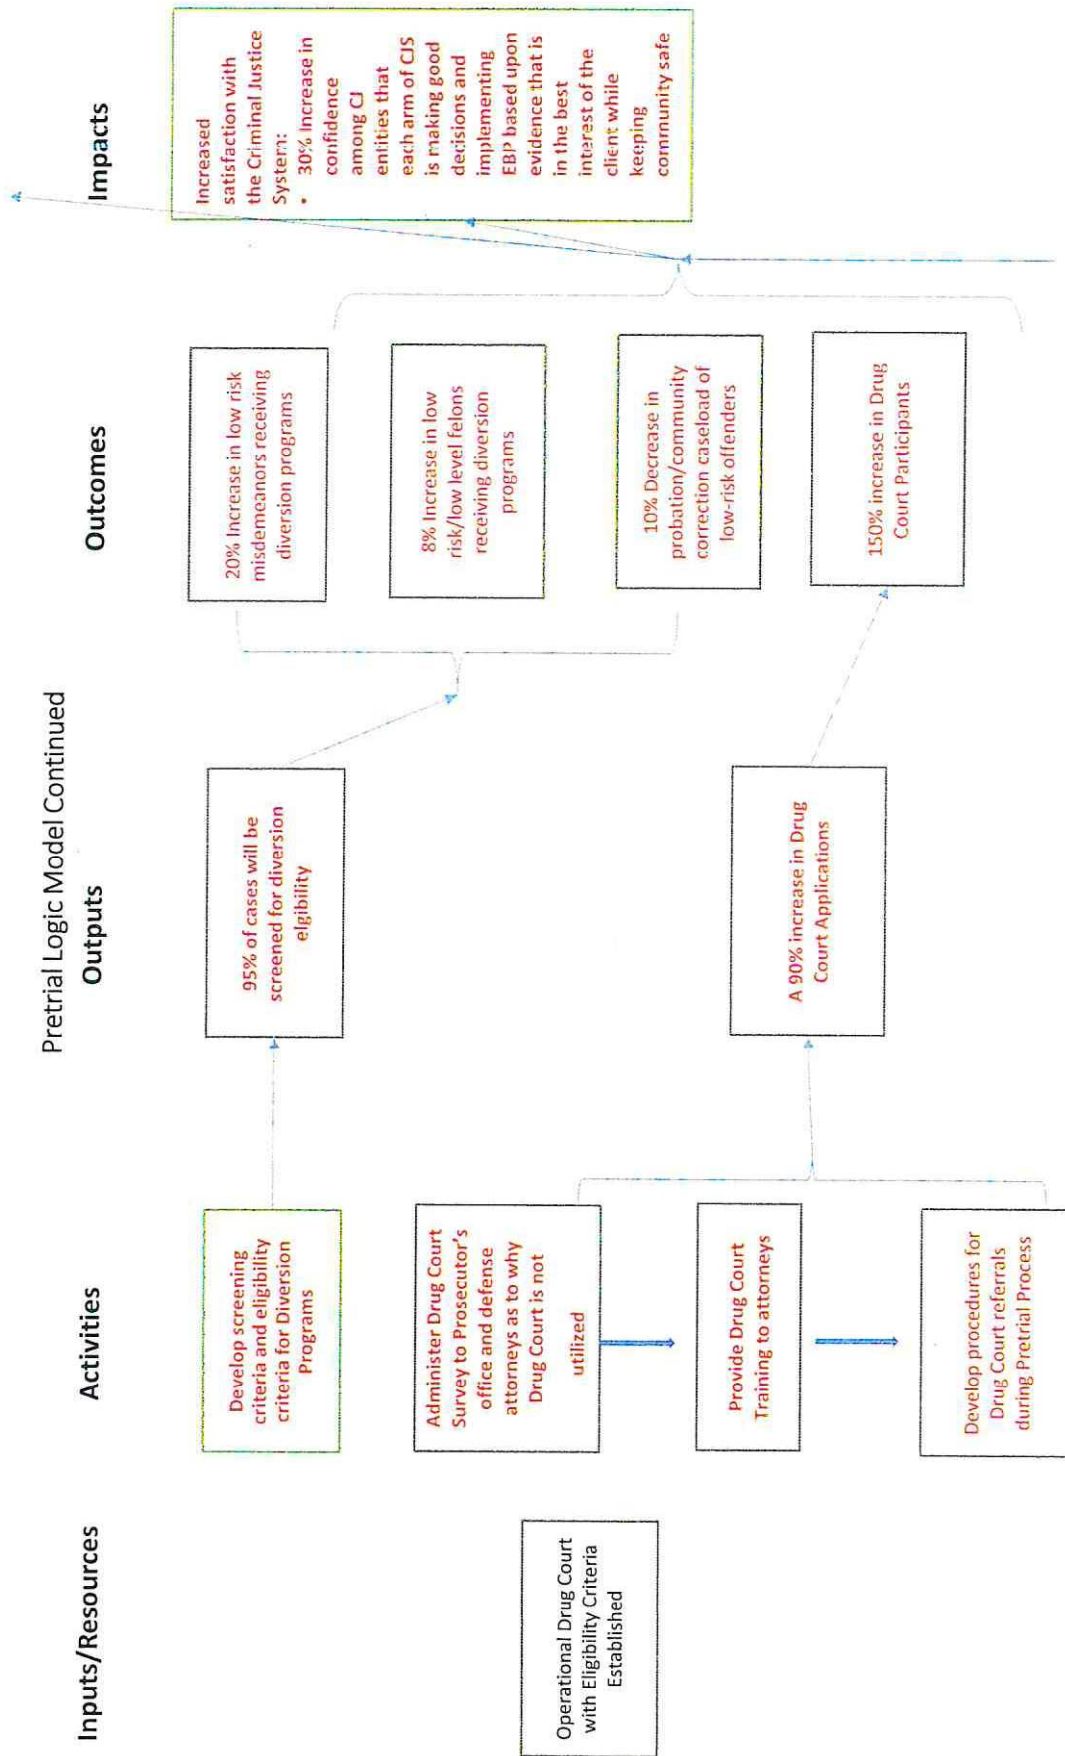 Pretrial Logic Model Continued
Inputs/Resources
Activities
Outputs
Outcomes
Impacts
Operational Drug Court
with Eligibility Criteria
Established
Develop screening
criteria and eligibility
criteria for Diversion
Programs
Administer Drug Court
Survey to Prosecutor's
office and defense
attorneys as to why
Drug Court is not
utilized
Provide Drug Court
Training to attorneys
Develop procedures for
Drug Court referrals
during Pretrial Process
95% of cases will be
screened for diversion
elgibility
A 90% increase in Drug
Court Applications
20% Increase in low risk
misdemeanors receiving
diversion programs
8% Increase in low
risk/low level felons
receiving diversion
programs
10% Decrease in
probation/community
correction caseload of
low-risk offenders
150% increase in Drug
Court Participants
Increased
satisfaction with
the Criminal Justice
System:
• 30% Increase in
confidence
among CJ
entities that
each arm of CJS
is making good
decisions and
implementing
EBP based upon
evidence that is
in the best
interest of the
client while
keeping
community safe